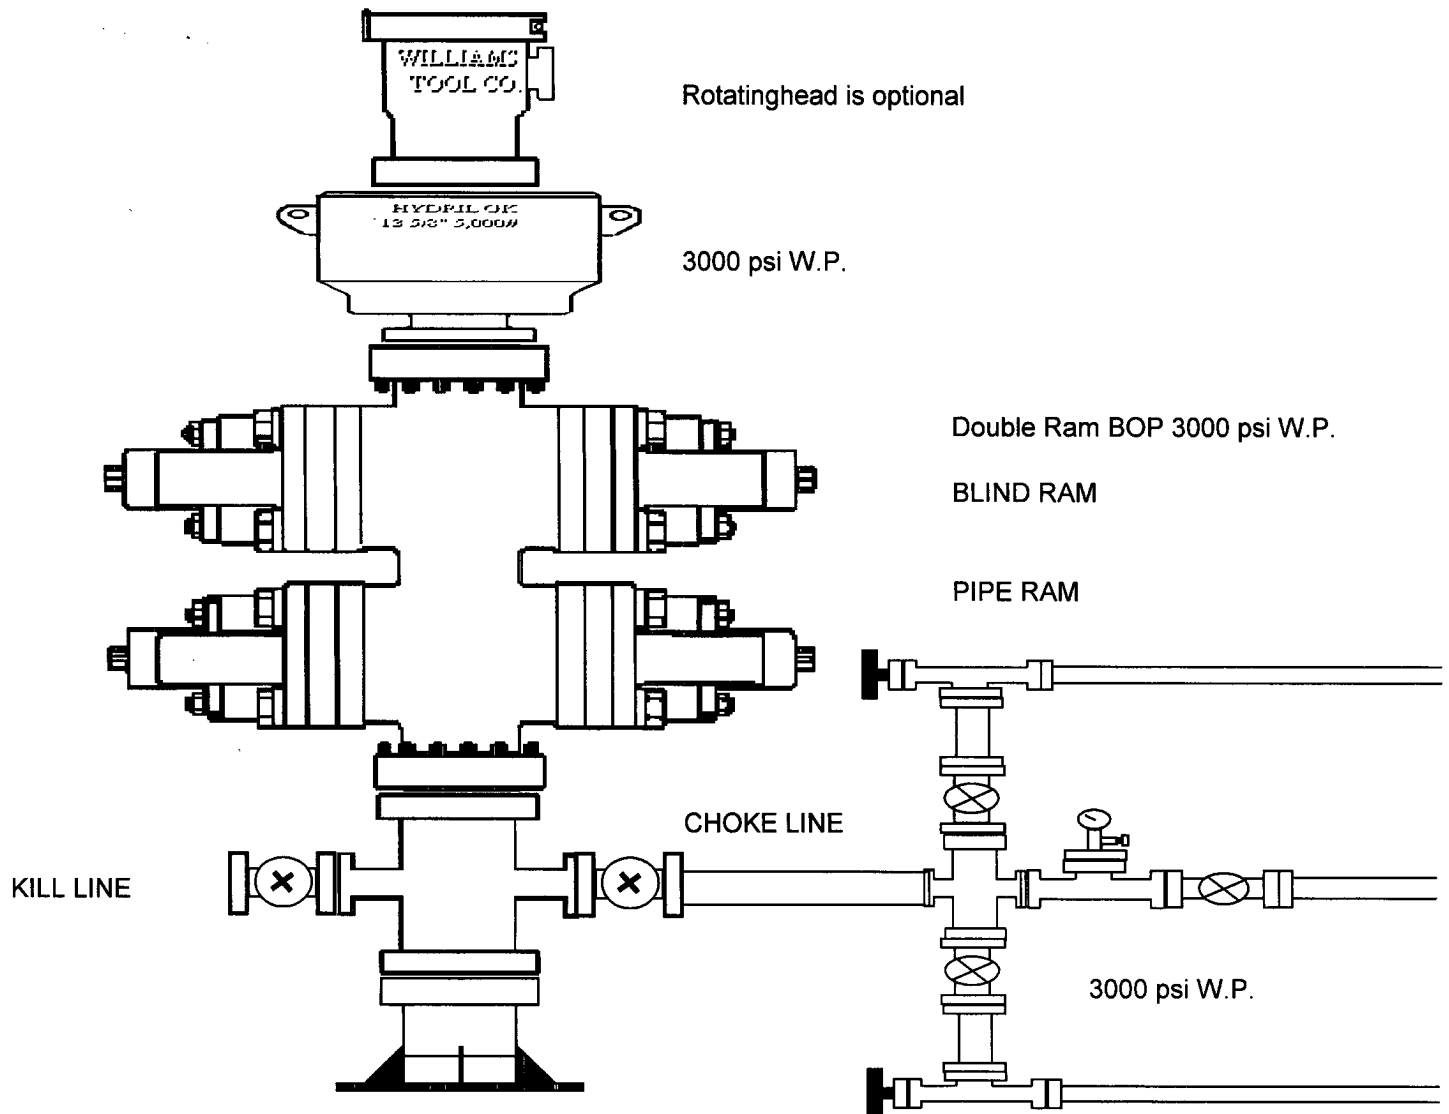 WILLIAMS
TOOL CO.
Rotatinghead is optional
HYDRIL GK
13 5/8" 5,000#
3000 psi W.P.
Double Ram BOP 3000 psi W.P.
BLIND RAM
PIPE RAM
CHOKE LINE
KILL LINE
3000 psi W.P.